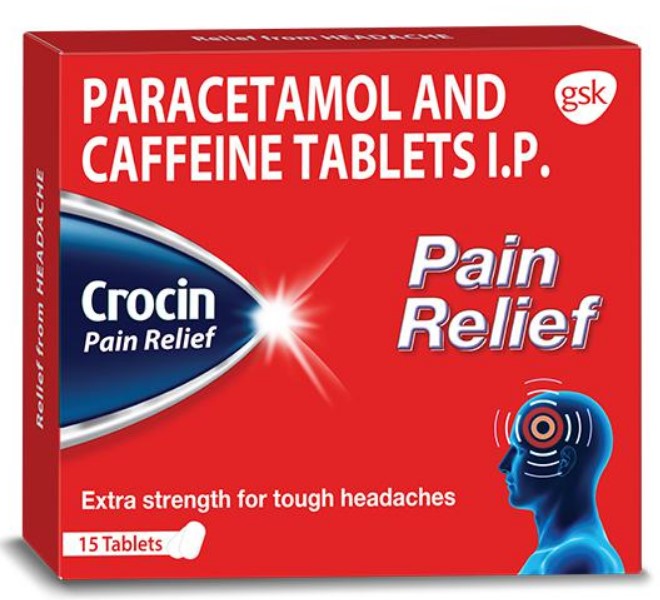 Relief from HEADACHE
PARACETAMOL AND
CAFFEINE TABLETS I.P.
gsk
Relief from HEADACHE
Crocin
Pain Relief
Pain
Relief
Extra strength for tough headaches
15 Tablets